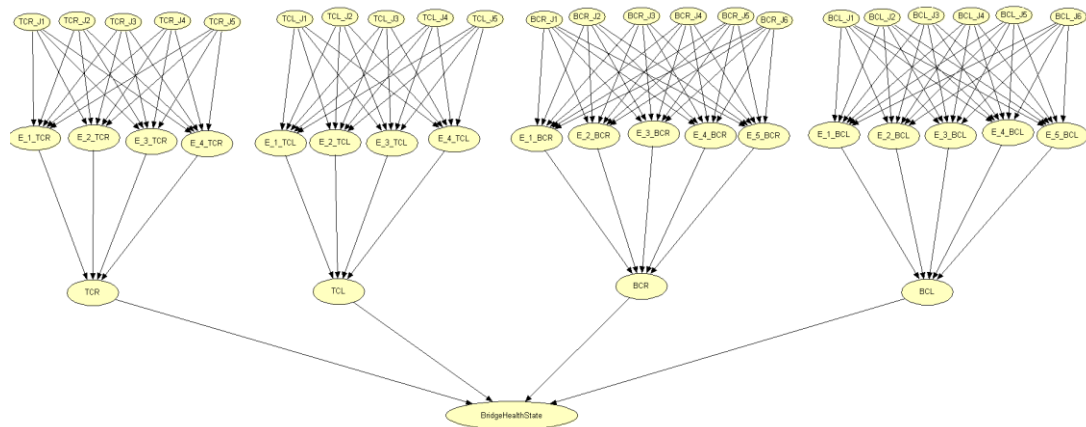 TCR_J1 TCR_J2 TCR_J3 TCR_J4 TCR_J5 TCL_J1 TCL_J2 TCL_J3 TCL_J4 TCL_J5 BCR_J1 BCR_J2 BCR_J3 BCR_J4 BCR_J5 BCR_J6 BCL_J1 BCL_J2 BCL_J3 BCL_J4 BCL_J5 BCL_J6
E_1_TCR E_2_TCR E_3_TCR E_4_TCR E_1_TCL E_2_TCL E_3_TCL E_4_TCL E_1_BCR E_2_BCR E_3_BCR E_4_BCR E_5_BCR E_1_BCL E_2_BCL E_3_BCL E_4_BCL E_5_BCL
TCR TCL BCR BCL
BridgeHealthState